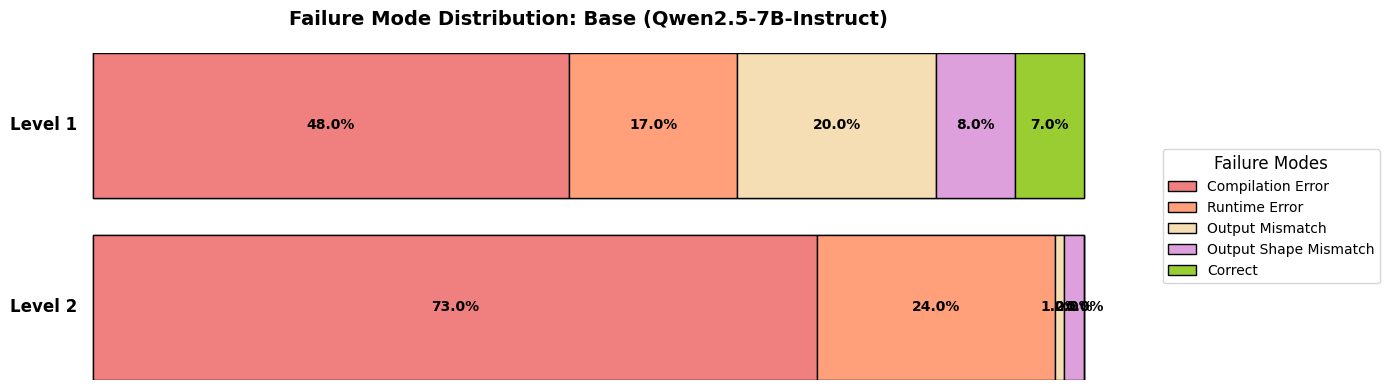 Failure Mode Distribution: Base (Qwen2.5-7B-Instruct)
Level 1
48.0%
17.0%
20.0%
8.0%
7.0%
Failure Modes
Compilation Error
Runtime Error
Output Mismatch
Output Shape Mismatch
Correct
Level 2
73.0%
24.0%